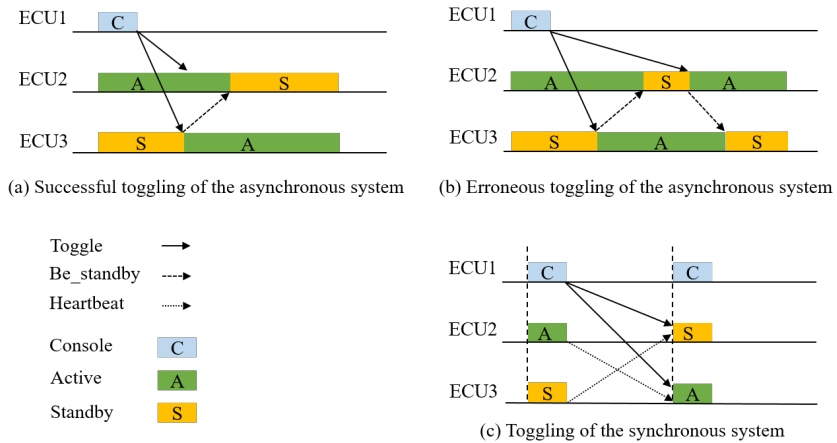 ECU1
C
ECU2
A S
ECU3
S A
(a) Successful toggling of the asynchronous system
ECU1
C
ECU2
A S A
ECU3
S A S
(b) Erroneous toggling of the asynchronous system
Toggle
Be_standby
Heartbeat
Console C
Active A
Standby S
ECU1
C C
ECU2
A S
ECU3
S A
(c) Toggling of the synchronous system